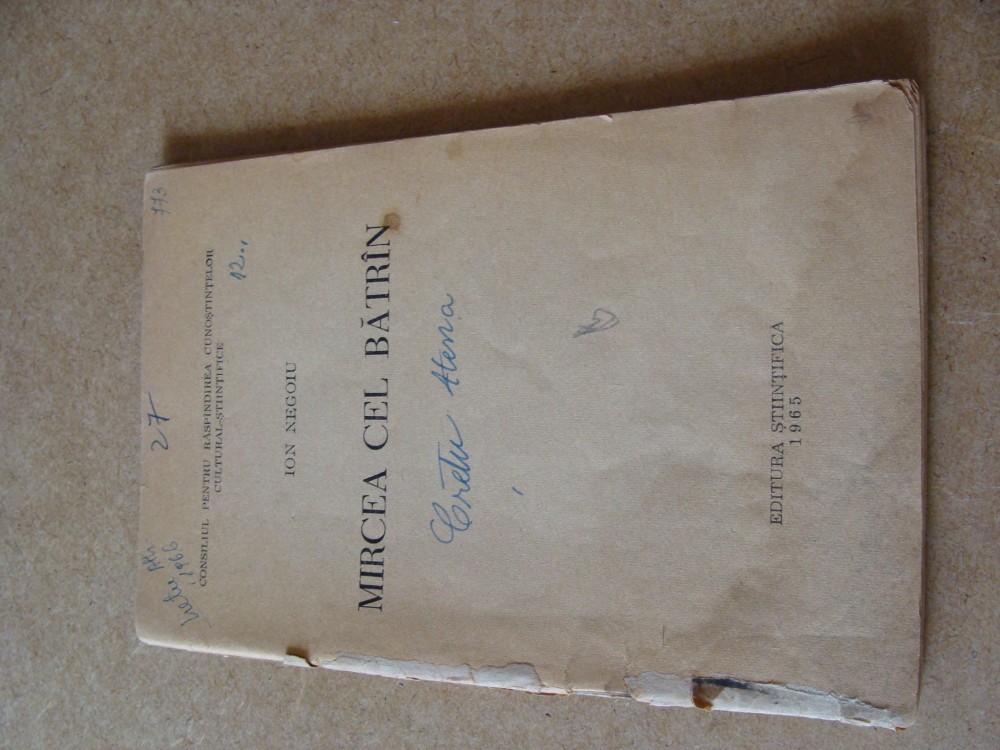 113
27
1966
CONSILIUL PENTRU RĂSPÎNDIREA CUNOȘTINȚELOR
CULTURAL-ȘTIINȚIFICE
12..,
ION NEGOIU
MIRCEA CEL BĂTRÎN
Crețu Atena
EDITURA ȘTIINȚIFICA
1965